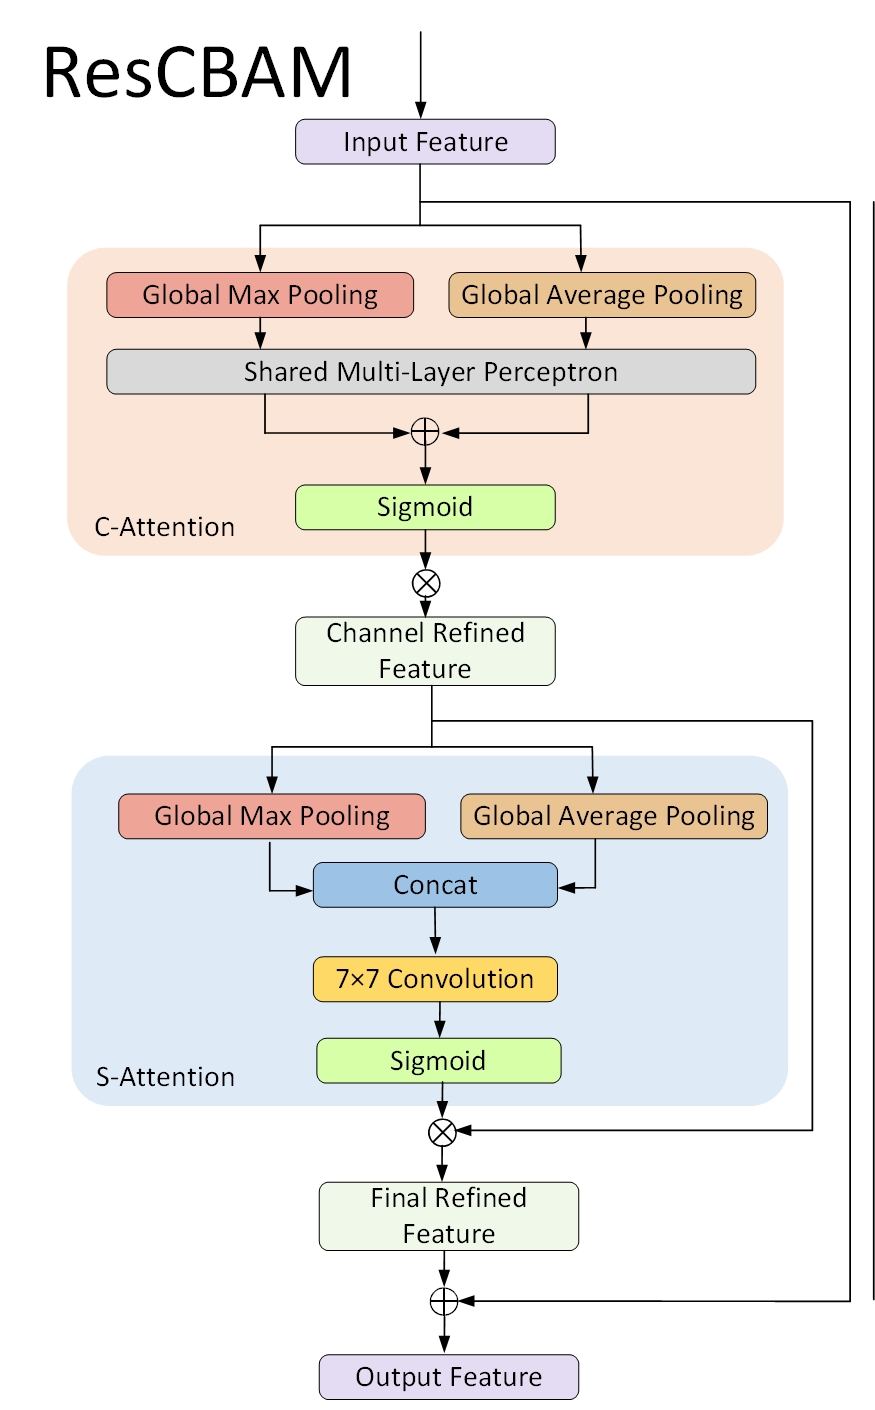 ResCBAM
Input Feature
Global Max Pooling
Global Average Pooling
Shared Multi-Layer Perceptron
Sigmoid
C-Attention
Channel Refined
Feature
Global Max Pooling
Global Average Pooling
Concat
7×7 Convolution
Sigmoid
S-Attention
Final Refined
Feature
Output Feature